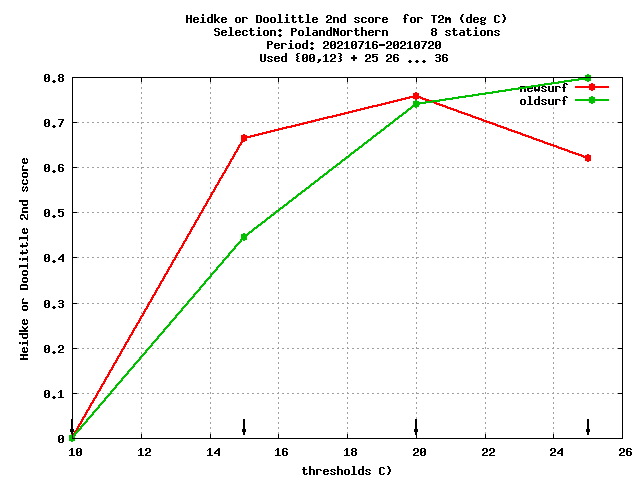 Heidke or Doolittle 2nd score  for T2m (deg C)
Selection: PolandNorthern      8 stations
Period: 20210716-20210720
Used {00,12} + 25 26 ... 36
newsurf
oldsurf
0.8
0.7
0.6
0.5
0.4
0.3
0.2
0.1
0
Heidke or Doolittle 2nd score
10 12 14 16 18 20 22 24 26
thresholds C)